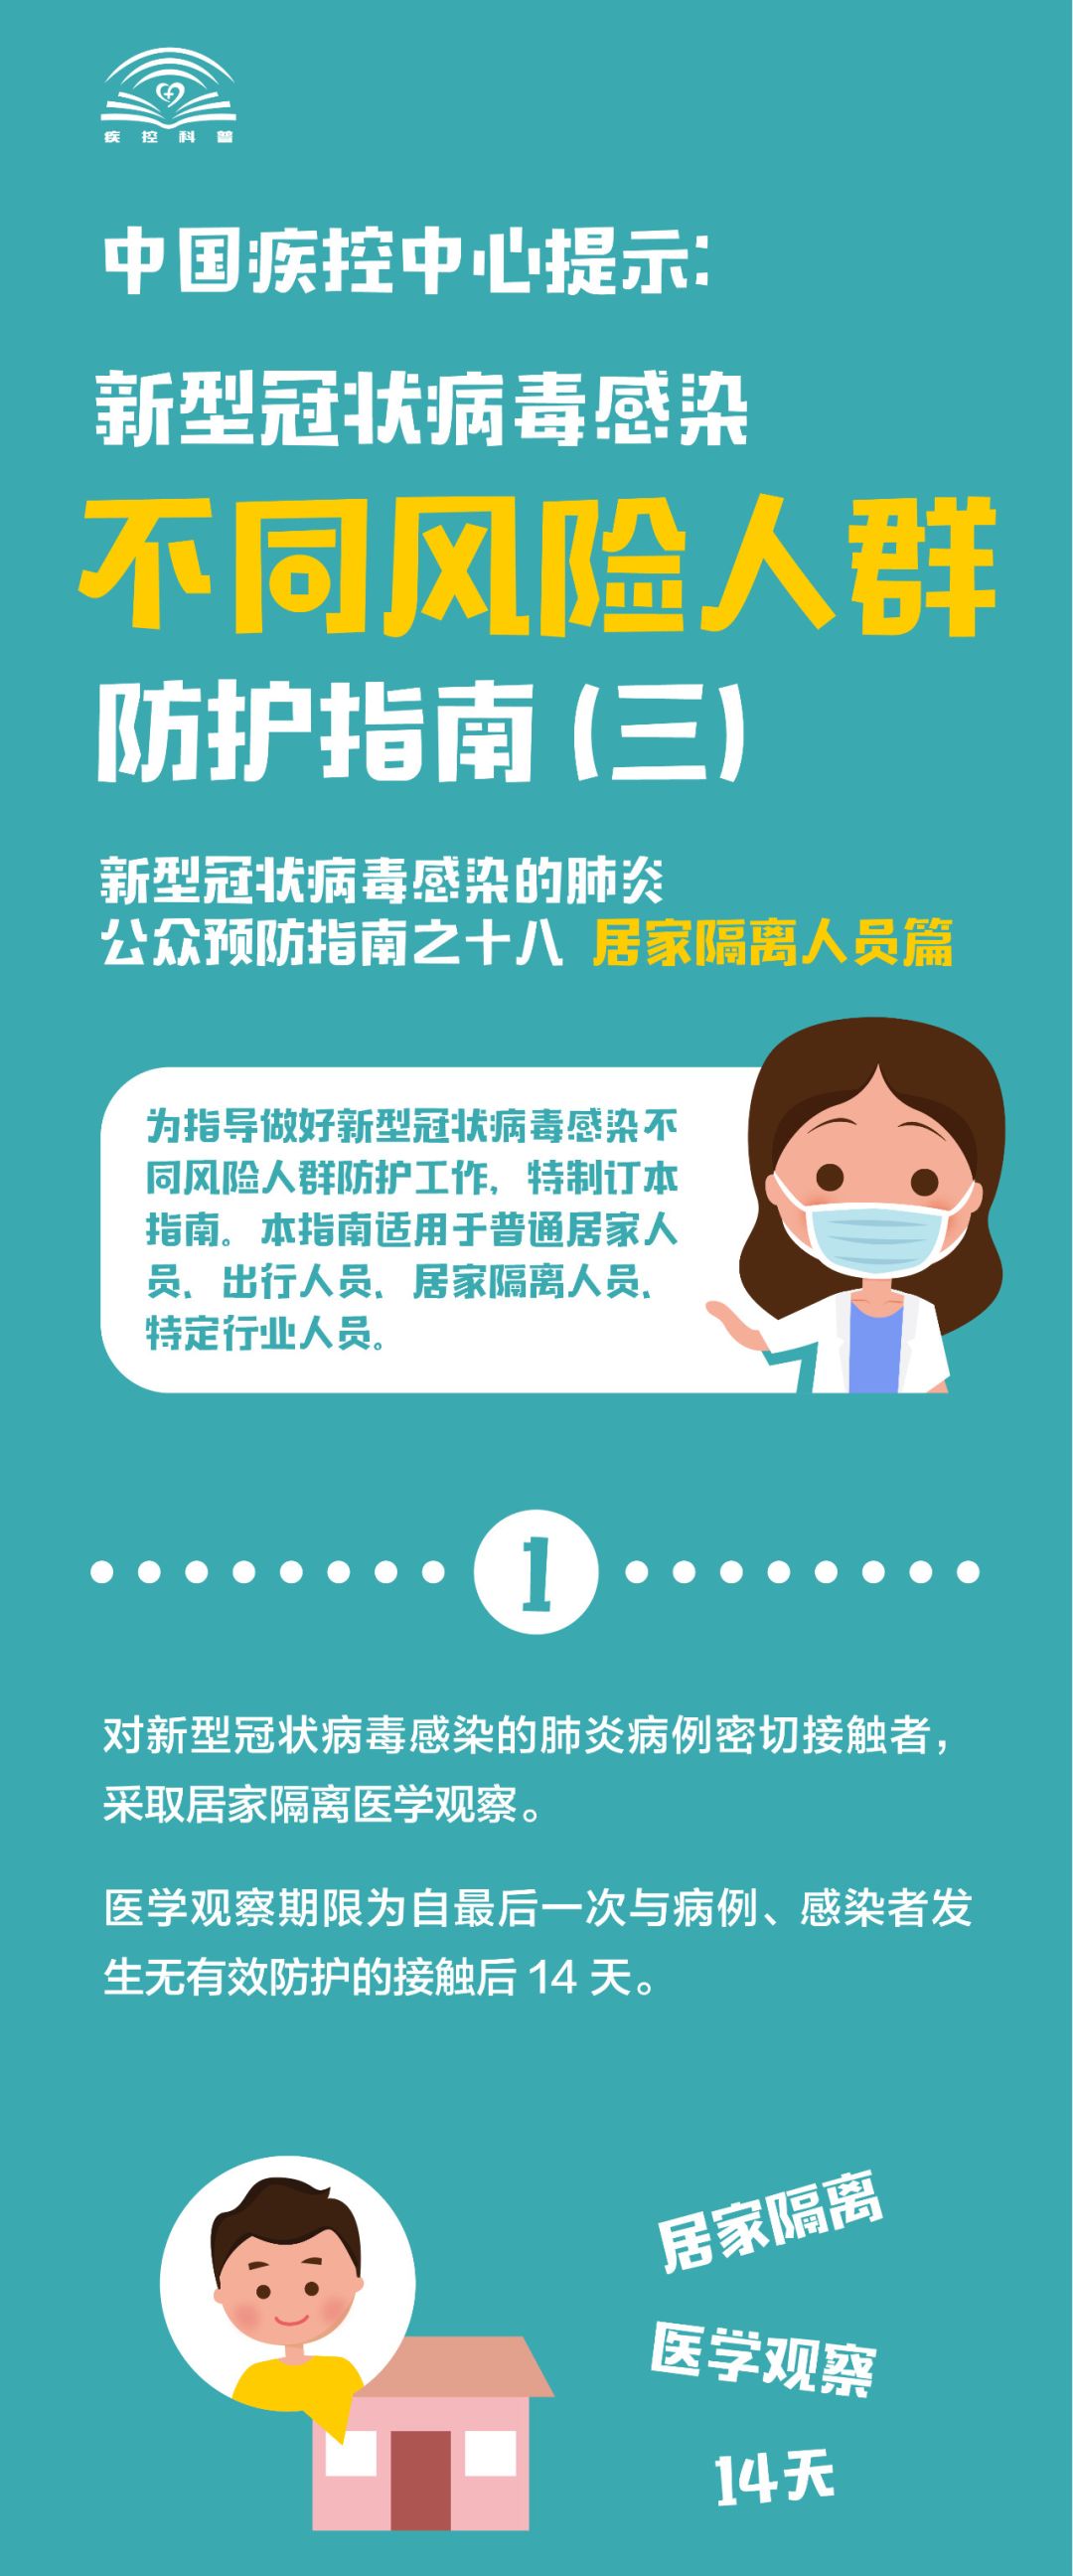 疾控科普
中国疾控中心提示:
新型冠状病毒感染
不同风险人群
防护指南(三)
新型冠状病毒感染的肺炎
公众预防指南之十八 居家隔离人员篇
为指导做好新型冠状病毒感染不
同风险人群防护工作，特制订本
指南。本指南适用于普通居家人
员、出行人员、居家隔离人员、
特定行业人员。
1
对新型冠状病毒感染的肺炎病例密切接触者，
采取居家隔离医学观察。
医学观察期限为自最后一次与病例、感染者发
生无有效防护的接触后 14 天。
居家隔离
医学观察
14天